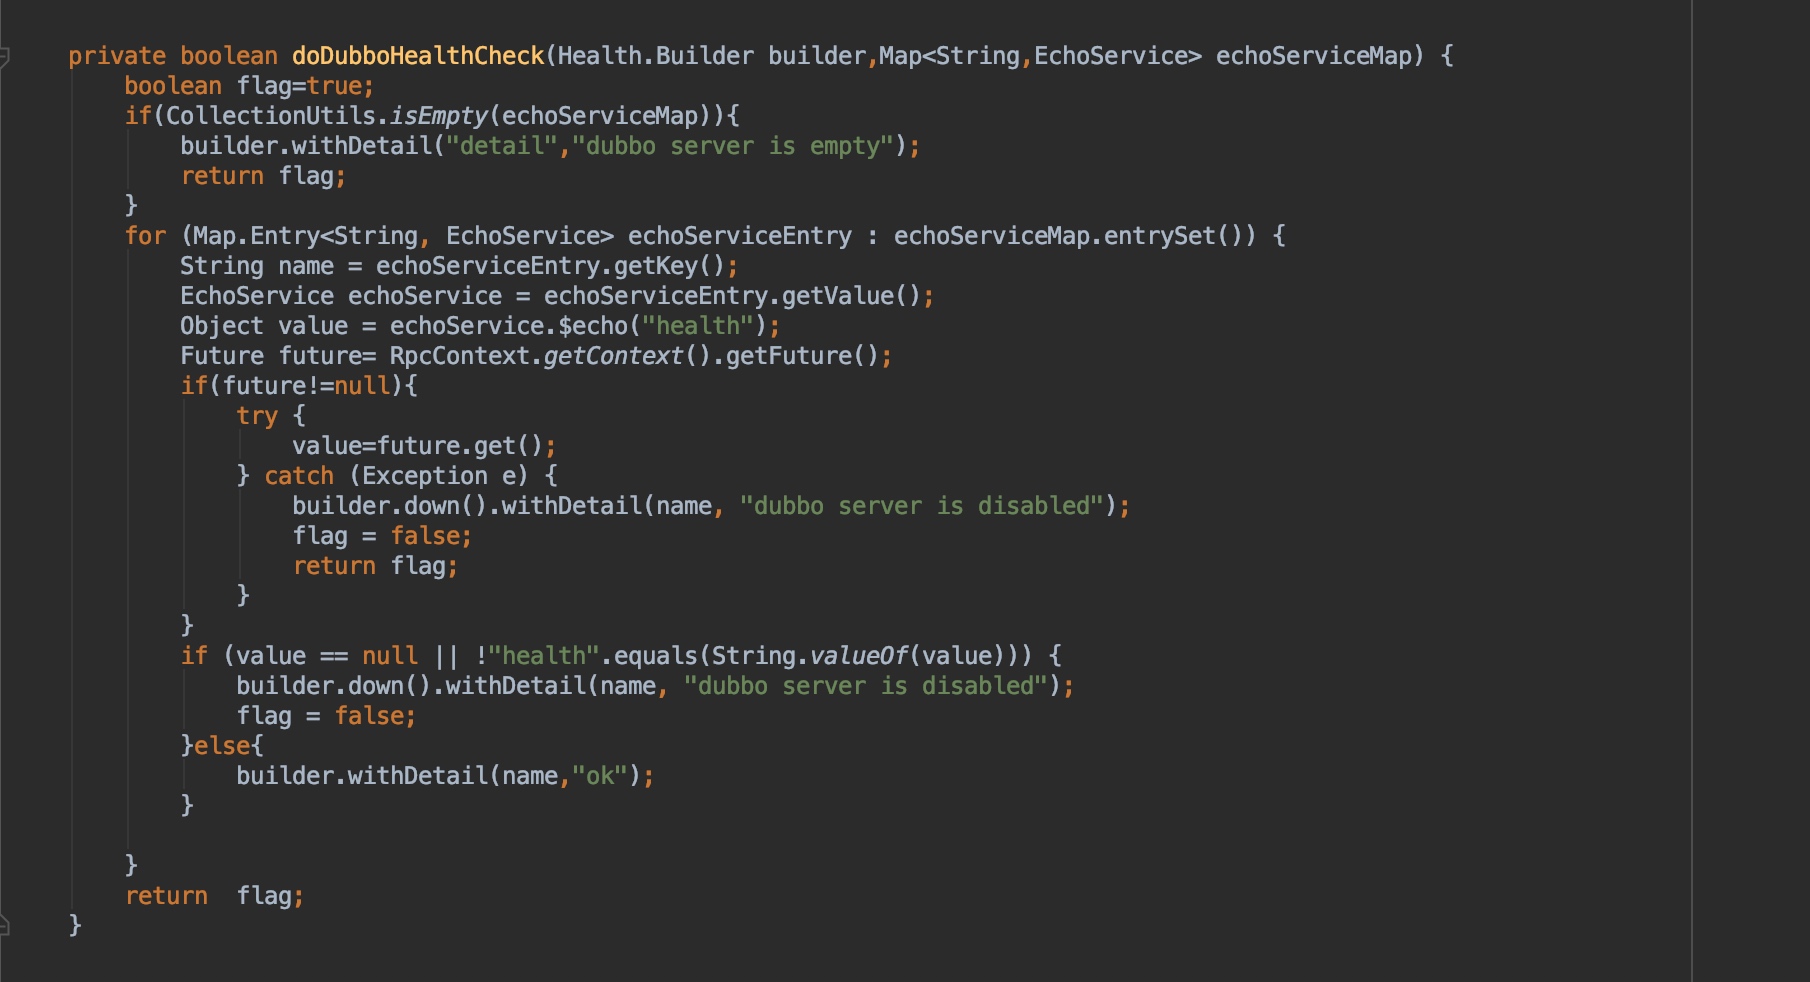 private boolean doDubboHealthCheck(Health.Builder builder,Map<String,EchoService> echoServiceMap) {
    boolean flag=true;
    if(CollectionUtils.isEmpty(echoServiceMap)){
        builder.withDetail("detail","dubbo server is empty");
        return flag;
    }
    for (Map.Entry<String, EchoService> echoServiceEntry : echoServiceMap.entrySet()) {
        String name = echoServiceEntry.getKey();
        EchoService echoService = echoServiceEntry.getValue();
        Object value = echoService.$echo("health");
        Future future= RpcContext.getContext().getFuture();
        if(future!=null){
            try {
                value=future.get();
            } catch (Exception e) {
                builder.down().withDetail(name, "dubbo server is disabled");
                flag = false;
                return flag;
            }
        }
        if (value == null || !"health".equals(String.valueOf(value))) {
            builder.down().withDetail(name, "dubbo server is disabled");
            flag = false;
        }else{
            builder.withDetail(name,"ok");
        }

    }
    return  flag;
}